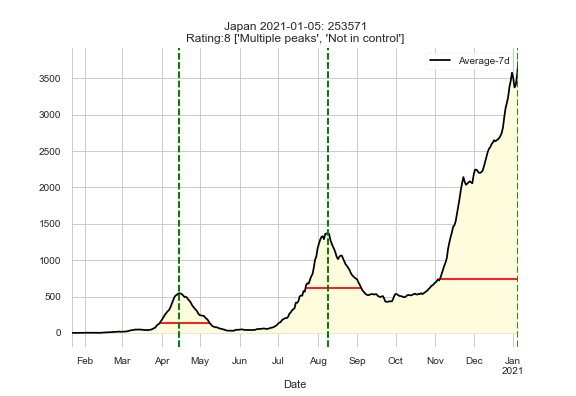 Japan 2021-01-05: 253571
Rating:8 ['Multiple peaks', 'Not in control']
Average-7d
3500
3000
2500
2000
1500
1000
500
0
Feb Mar Apr May Jun Jul Aug Sep Oct Nov Dec Jan
2021
Date